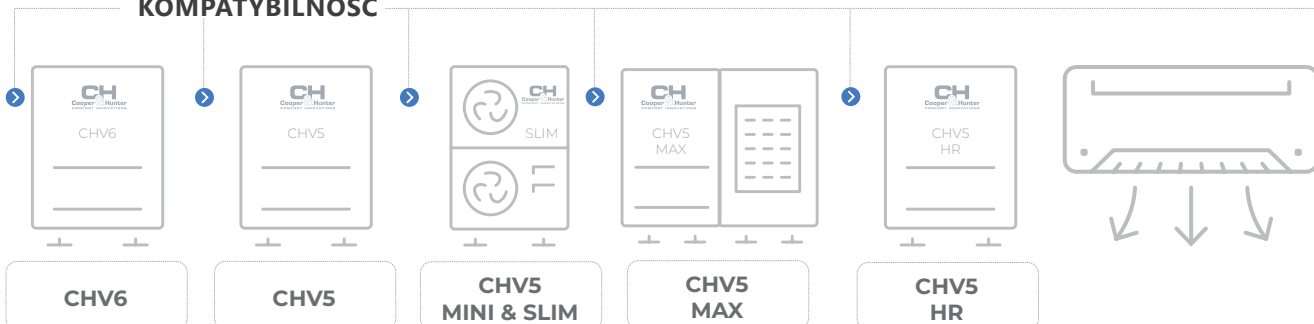 KOMPATYBILNOŚĆ
CH
Cooper&Hunter
COMFORT INNOVATIONS
CHV6
CH
Cooper&Hunter
COMFORT INNOVATIONS
CHV5
CH
Cooper&Hunter
COMFORT INNOVATIONS
SLIM
CH
Cooper&Hunter
COMFORT INNOVATIONS
CHV5
MAX
CH
Cooper&Hunter
COMFORT INNOVATIONS
CHV5
HR
CHV6
CHV5
CHV5
MINI & SLIM
CHV5
MAX
CHV5
HR